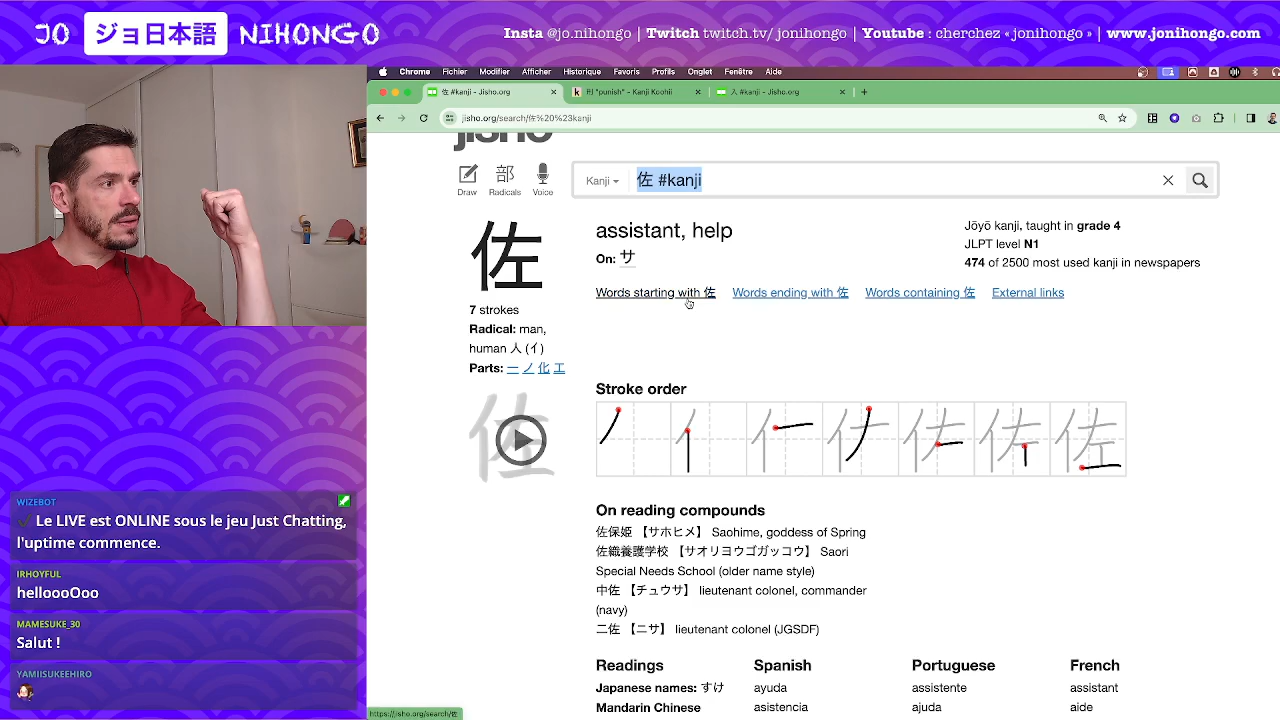 JO ジョ日本語 NIHONGO
Insta @jo.nihongo | Twitch twitch.tv/ jonihongo | Youtube : cherchez « jonihongo » | www.jonihongo.com
Chrome Fichier Modifier Afficher Historique Favoris Profils Onglet Fenêtre Aide
佐 #kanji - Jisho.org
刑 "punish" - Kanji Koohii
人 #kanji - Jisho.org
jisho.org/search/佐%20%23kanji
jisho
Draw
部 Radicals
Voice
Kanji
佐 #kanji
佐
assistant, help
On: サ
Jōyō kanji, taught in grade 4
JLPT level N1
474 of 2500 most used kanji in newspapers
Words starting with 佐 Words ending with 佐 Words containing 佐 External links
7 strokes
Radical: man,
human 人 (亻)
Parts: 一 ノ 化 工
佐
Stroke order
On reading compounds
佐保姫 【サホヒメ】 Saohime, goddess of Spring
佐織養護学校 【サオリヨウゴガッコウ】 Saori
Special Needs School (older name style)
中佐 【チュウサ】 lieutenant colonel, commander
(navy)
二佐 【ニサ】 lieutenant colonel (JGSDF)
Readings Spanish Portuguese French
Japanese names: すけ ayuda assistente assistant
Mandarin Chinese asistencia ajuda aide
WIZEBOT
Le LIVE est ONLINE sous le jeu Just Chatting,
l'uptime commence.
IRHOYFUL
helloooOoo
MAMESUKE_30
Salut !
YAMIISUKEEHIRO
https://jisho.org/search/佐